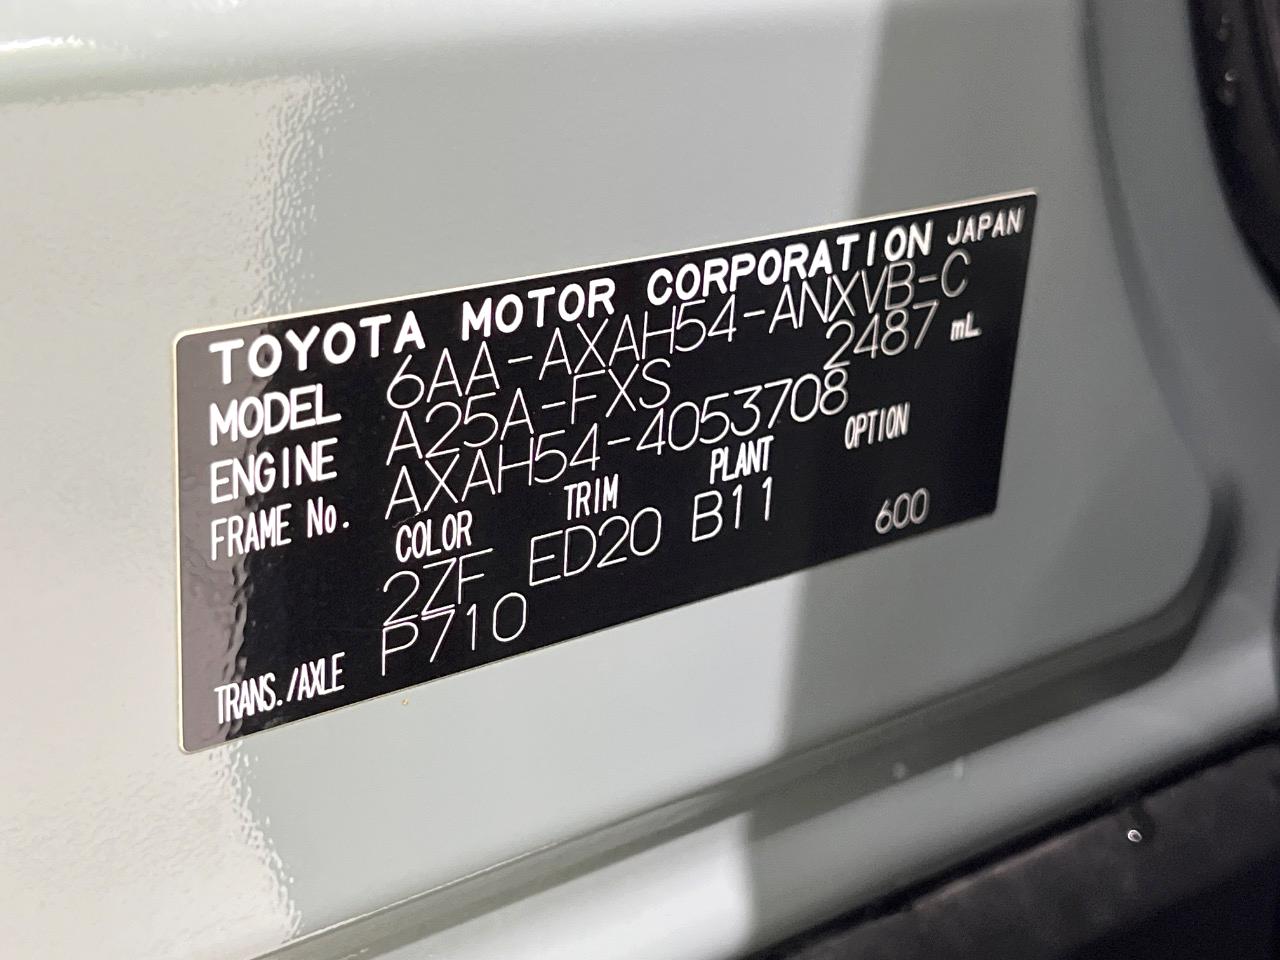 TOYOTA MOTOR CORPORATION JAPAN
MODEL 6AA-AXAH54-ANXVB-C
ENGINE A25A-FXS 2487 mL
FRAME No. AXAH54-4053708
COLOR TRIM PLANT OPTION
2ZF ED20 B11 600
TRANS./AXLE P710